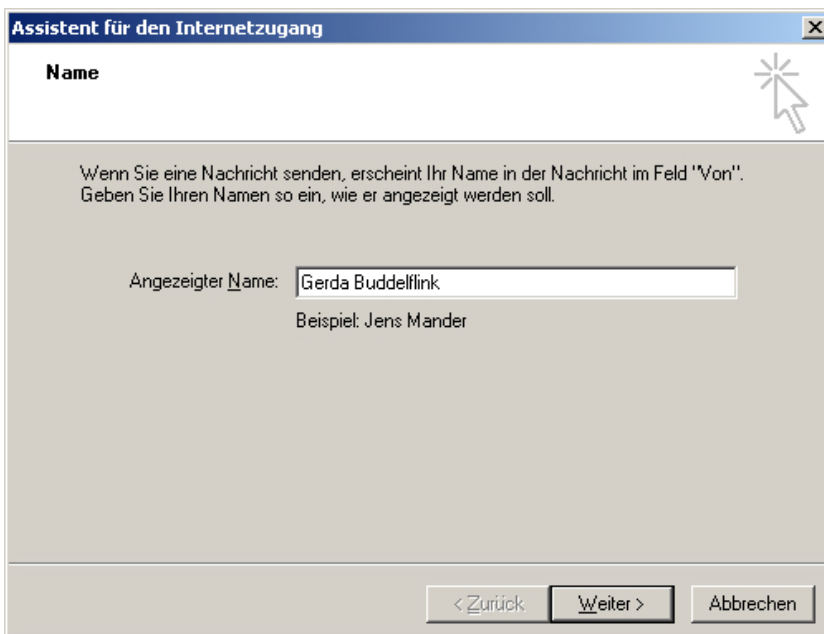 Assistent für den Internetzugang
Name
Wenn Sie eine Nachricht senden, erscheint Ihr Name in der Nachricht im Feld "Von".
Geben Sie Ihren Namen so ein, wie er angezeigt werden soll.
Angezeigter Name: Gerda Buddelflink
Beispiel: Jens Mander
< Zurück Weiter > Abbrechen